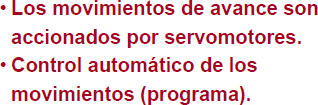 • Los movimientos de avance son
accionados por servomotores.
• Control automático de los
movimientos (programa).